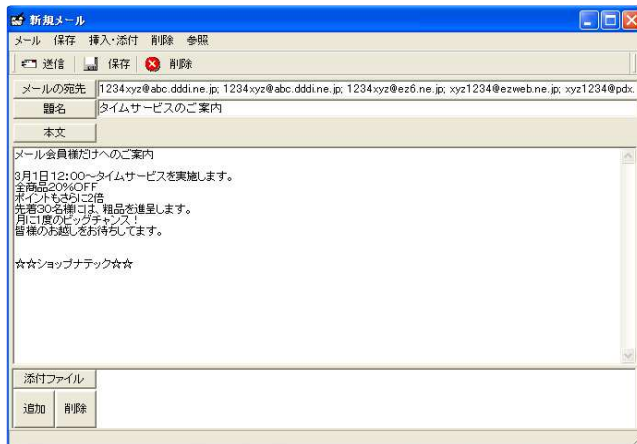 新規メール
メール 保存 挿入・添付 削除 参照
送信 保存 削除
メールの宛先 1234xyz@abc.dddi.ne.jp; 1234xyz@abc.dddi.ne.jp; 1234xyz@ez6.ne.jp; xyz1234@ezweb.ne.jp; xyz1234@pdx.
題名 タイムサービスのご案内
本文
メール会員様だけへのご案内
3月1日12:00～タイムサービスを実施します。
全商品20%OFF
ポイントもさらに2倍
先着30名様には、粗品を進呈します。
月に1度のビッグチャンス！
皆様のお越しをお待ちしてます。
☆☆ショップナテック☆☆
添付ファイル
追加 削除